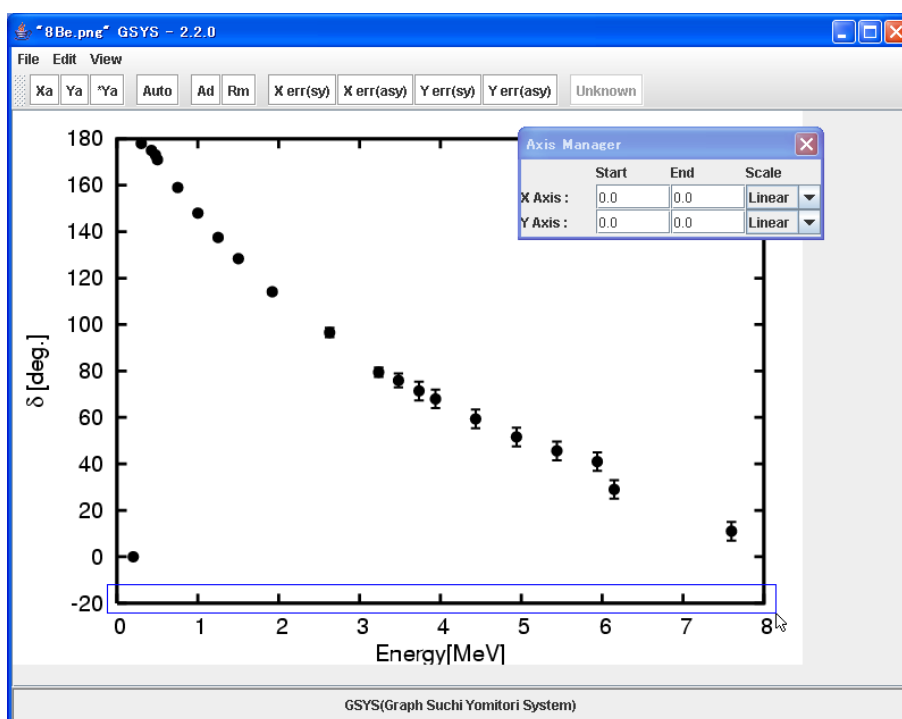 "8Be.png" GSYS - 2.2.0
File Edit View
Xa Ya *Ya Auto Ad Rm X err(sy) X err(asy) Y err(sy) Y err(asy) Unknown
Axis Manager
Start End Scale
X Axis : 0.0 0.0 Linear
Y Axis : 0.0 0.0 Linear
180
160
140
120
100
80
60
40
20
0
-20
δ [deg.]
0 1 2 3 4 5 6 7 8
Energy[MeV]
GSYS(Graph Suchi Yomitori System)